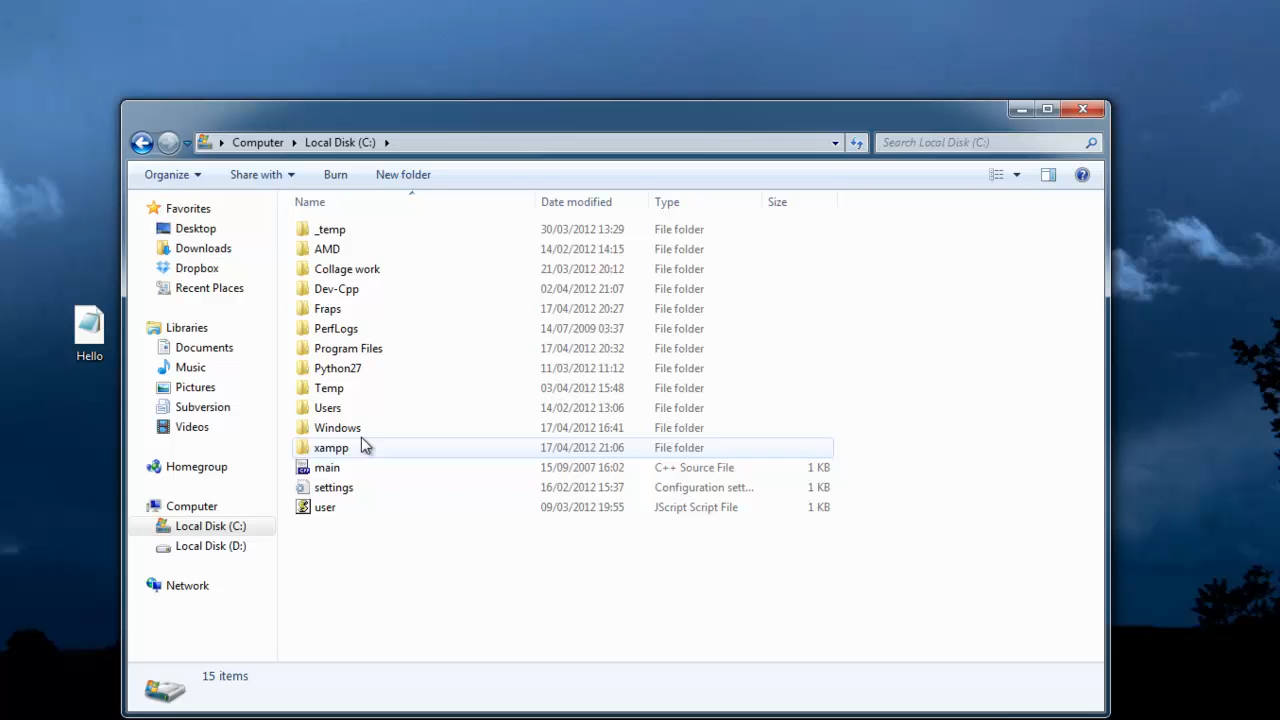 Computer Local Disk (C:) Search Local Disk (C:)
Organize Share with Burn New folder
Name Date modified Type Size
Favorites
Desktop
Downloads
Dropbox
Recent Places
Libraries
Documents
Music
Pictures
Subversion
Videos
Homegroup
Computer
Local Disk (C:)
Local Disk (D:)
Network
_temp 30/03/2012 13:29 File folder
AMD 14/02/2012 14:15 File folder
Collage work 21/03/2012 20:12 File folder
Dev-Cpp 02/04/2012 21:07 File folder
Fraps 17/04/2012 20:27 File folder
PerfLogs 14/07/2009 03:37 File folder
Program Files 17/04/2012 20:32 File folder
Python27 11/03/2012 11:12 File folder
Temp 03/04/2012 15:48 File folder
Users 14/02/2012 13:06 File folder
Windows 17/04/2012 16:41 File folder
xampp 17/04/2012 21:06 File folder
main 15/09/2007 16:02 C++ Source File 1 KB
settings 16/02/2012 15:37 Configuration sett... 1 KB
user 09/03/2012 19:55 JScript Script File 1 KB
15 items
Hello